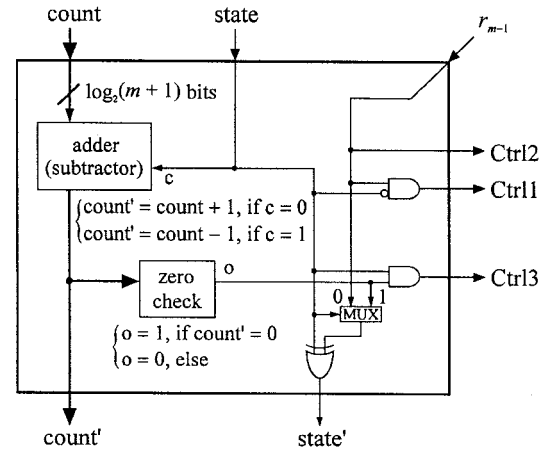 count
state
r_{m-1}
log₂(m + 1) bits
adder
(subtractor)
c
Ctrl2
Ctrl1
count' = count + 1, if c = 0
count' = count − 1, if c = 1
zero
check
o
0
1
MUX
Ctrl3
o = 1, if count' = 0
o = 0, else
count'
state'